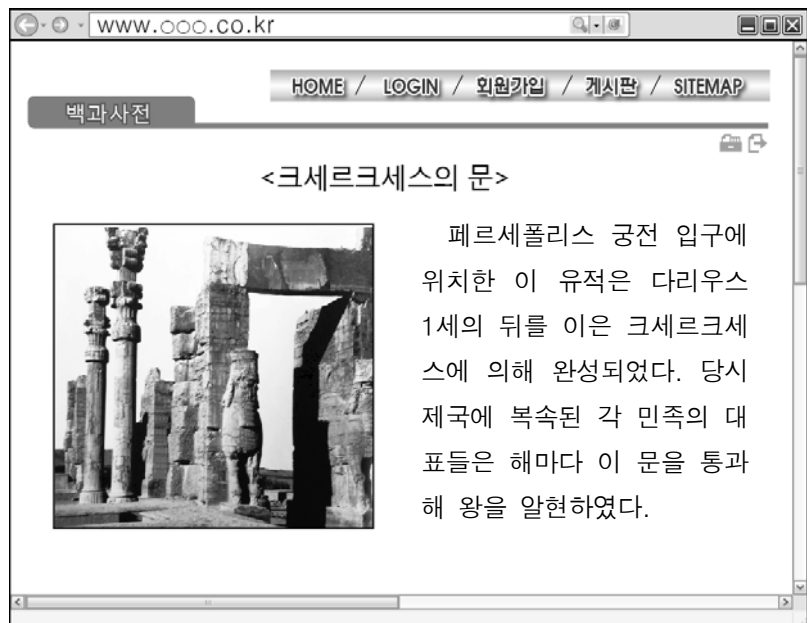 www.○○○.co.kr
HOME / LOGIN / 회원가입 / 게시판 / SITEMAP
백과사전
<크세르크세스의 문>
페르세폴리스 궁전 입구에
위치한 이 유적은 다리우스
1세의 뒤를 이은 크세르크세
스에 의해 완성되었다. 당시
제국에 복속된 각 민족의 대
표들은 해마다 이 문을 통과
해 왕을 알현하였다.